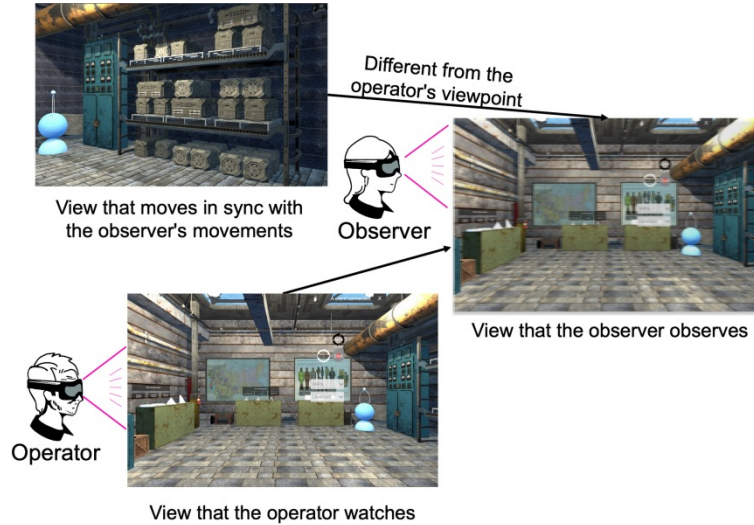 Different from the
operator's viewpoint
View that moves in sync with
the observer's movements
Observer
View that the observer observes
Operator
View that the operator watches